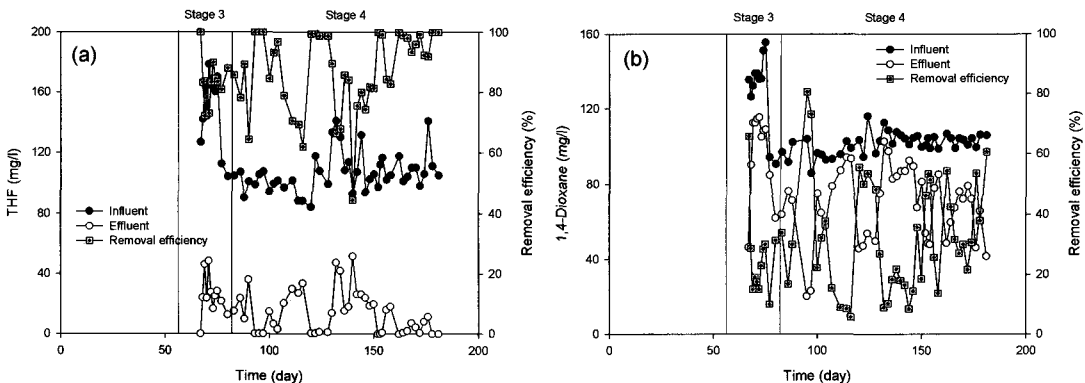 Stage 3 Stage 4
(a)
THF (mg/l)
200
160
120
80
40
0
Influent
Effluent
Removal efficiency
100
80
60
40
20
0
Removal efficiency (%)
0 50 100 150 200
Time (day)
Stage 3 Stage 4
(b)
1,4-Dioxane (mg/l)
160
120
80
40
0
Influent
Effluent
Removal efficiency
100
80
60
40
20
0
Removal efficiency (%)
0 50 100 150 200
Time (day)